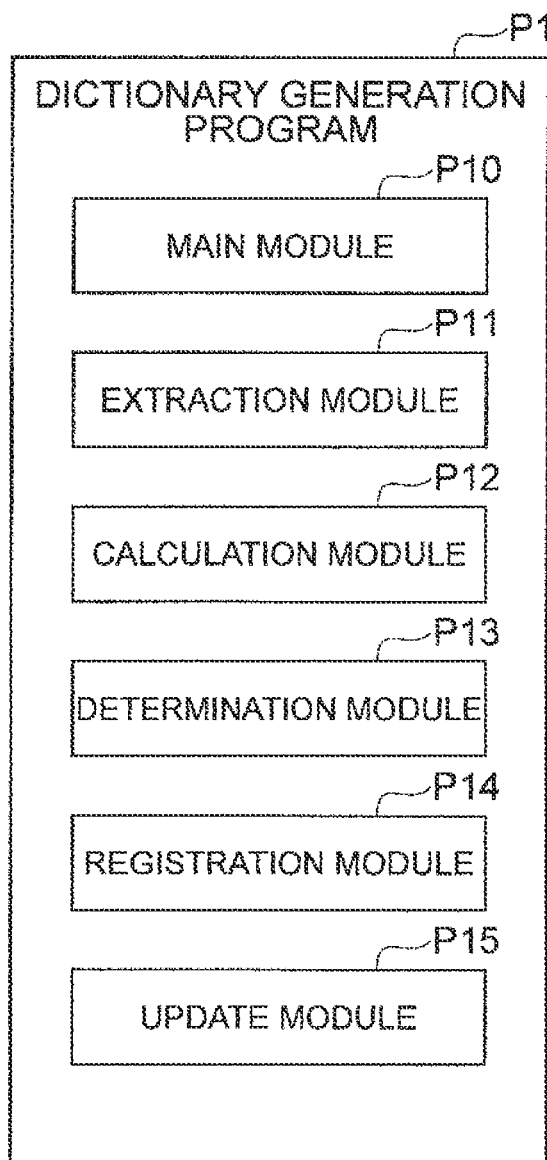 P1
DICTIONARY GENERATION
PROGRAM
P10
MAIN MODULE
P11
EXTRACTION MODULE
P12
CALCULATION MODULE
P13
DETERMINATION MODULE
P14
REGISTRATION MODULE
P15
UPDATE MODULE